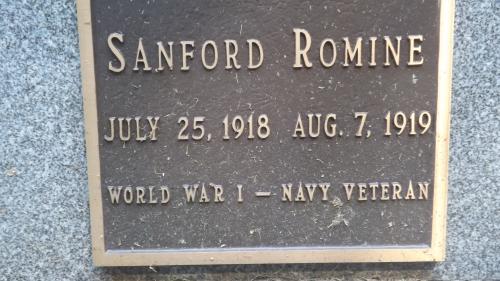 SANFORD ROMINE
JULY 25, 1918 AUG. 7, 1919
WORLD WAR I – NAVY VETERAN